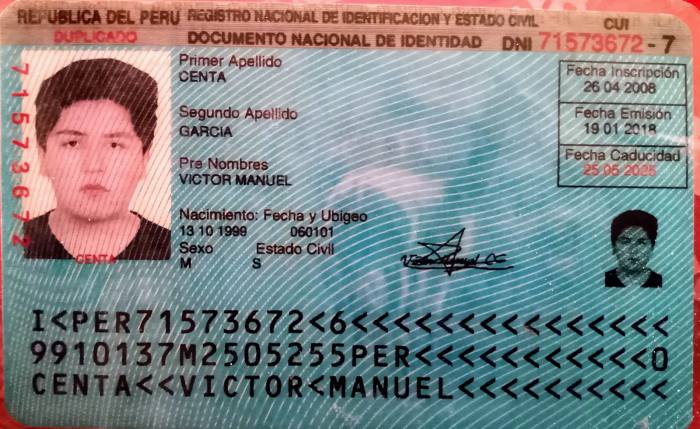 REPUBLICA DEL PERU REGISTRO NACIONAL DE IDENTIFICACION Y ESTADO CIVIL CUI
DUPLICADO DOCUMENTO NACIONAL DE IDENTIDAD DNI 71573672 - 7
71573672
Primer Apellido
CENTA
Segundo Apellido
GARCIA
Pre Nombres
VICTOR MANUEL
Nacimiento: Fecha y Ubigeo
13 10 1999 060101
Sexo Estado Civil
M S
Fecha Inscripción
26 04 2008
Fecha Emisión
19 01 2018
Fecha Caducidad
25 05 2025
CENTA
I<PER71573672<6<<<<<<<<<<<<<<<
9910137M2505255PER<<<<<<<<<<<0
CENTA<<VICTOR<MANUEL<<<<<<<<<<